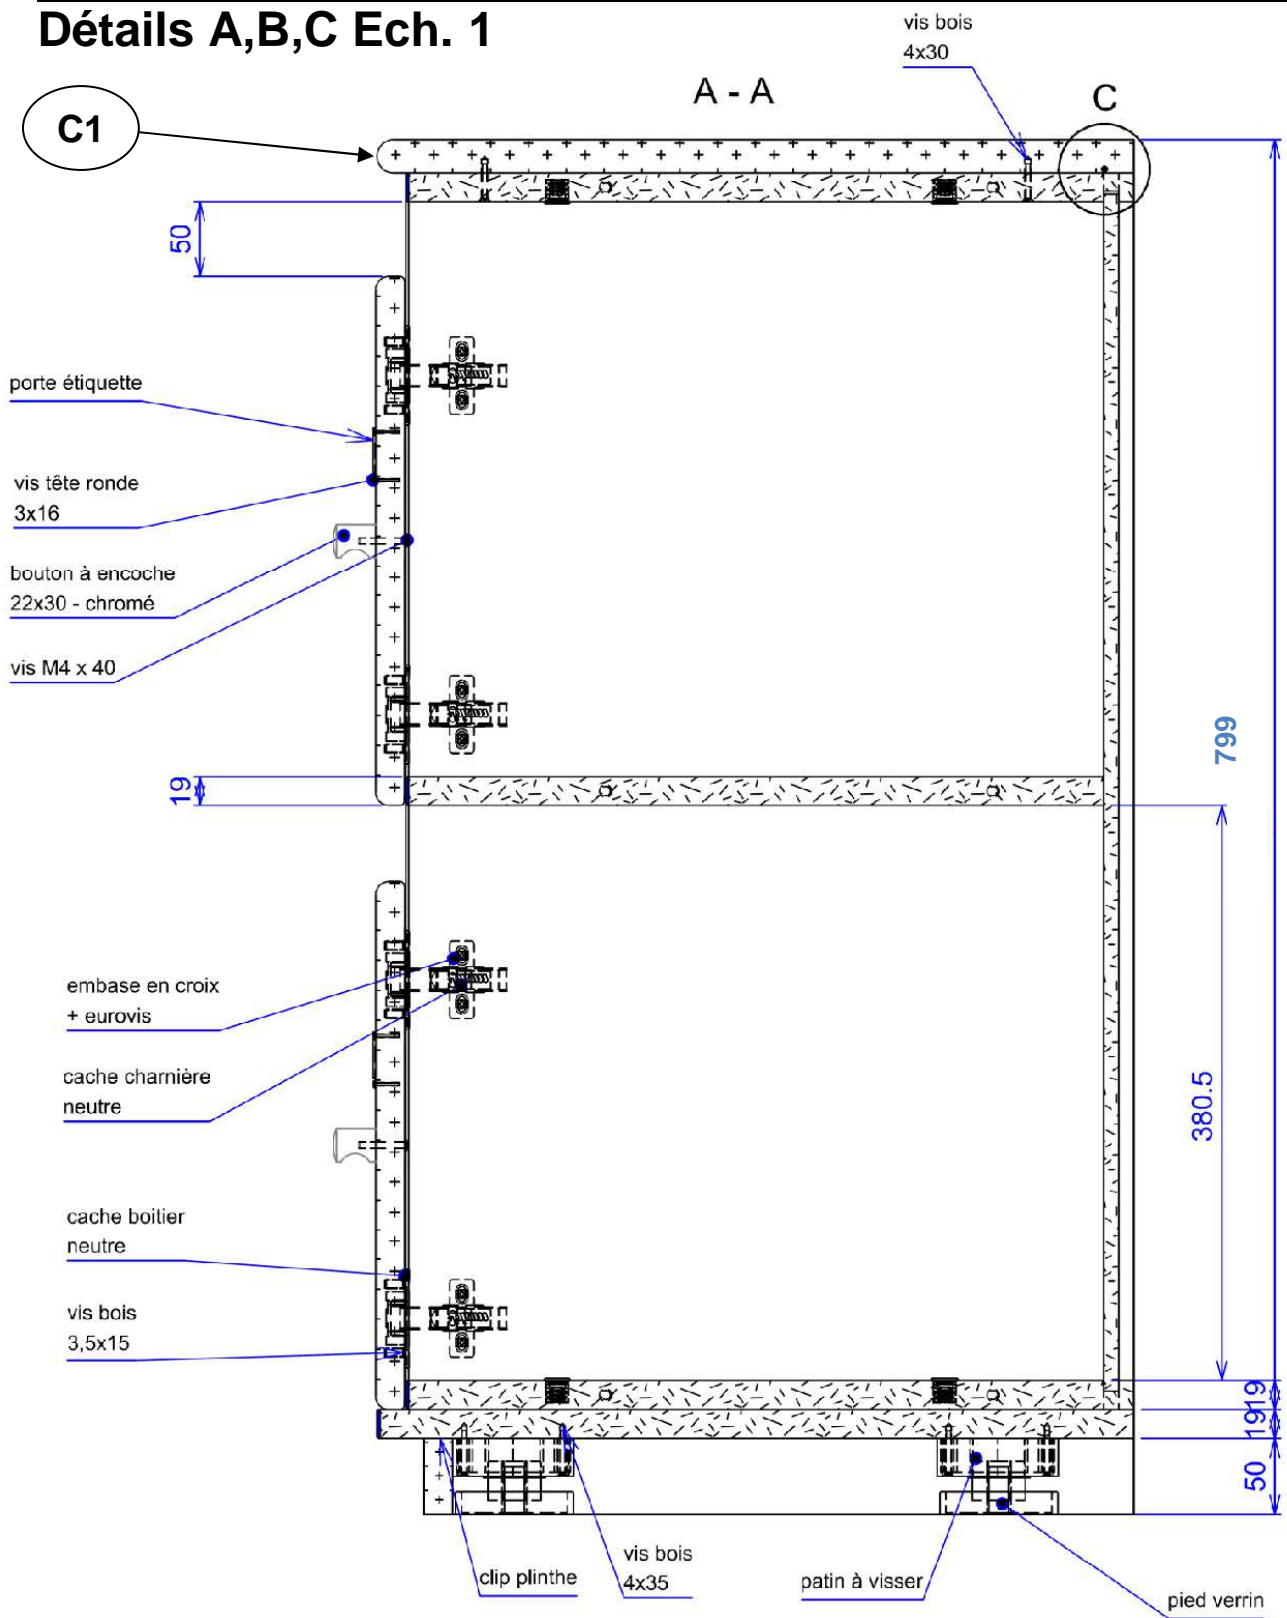 Détails A,B,C Ech. 1
vis bois
4x30
A - A
C
C1
50
porte étiquette
vis tête ronde
3x16
bouton à encoche
22x30 - chromé
vis M4 x 40
799
19
embase en croix
+ eurovis
cache charnière
neutre
380.5
cache boitier
neutre
vis bois
3,5x15
19
19
50
clip plinthe
vis bois
4x35
patin à visser
pied verrin